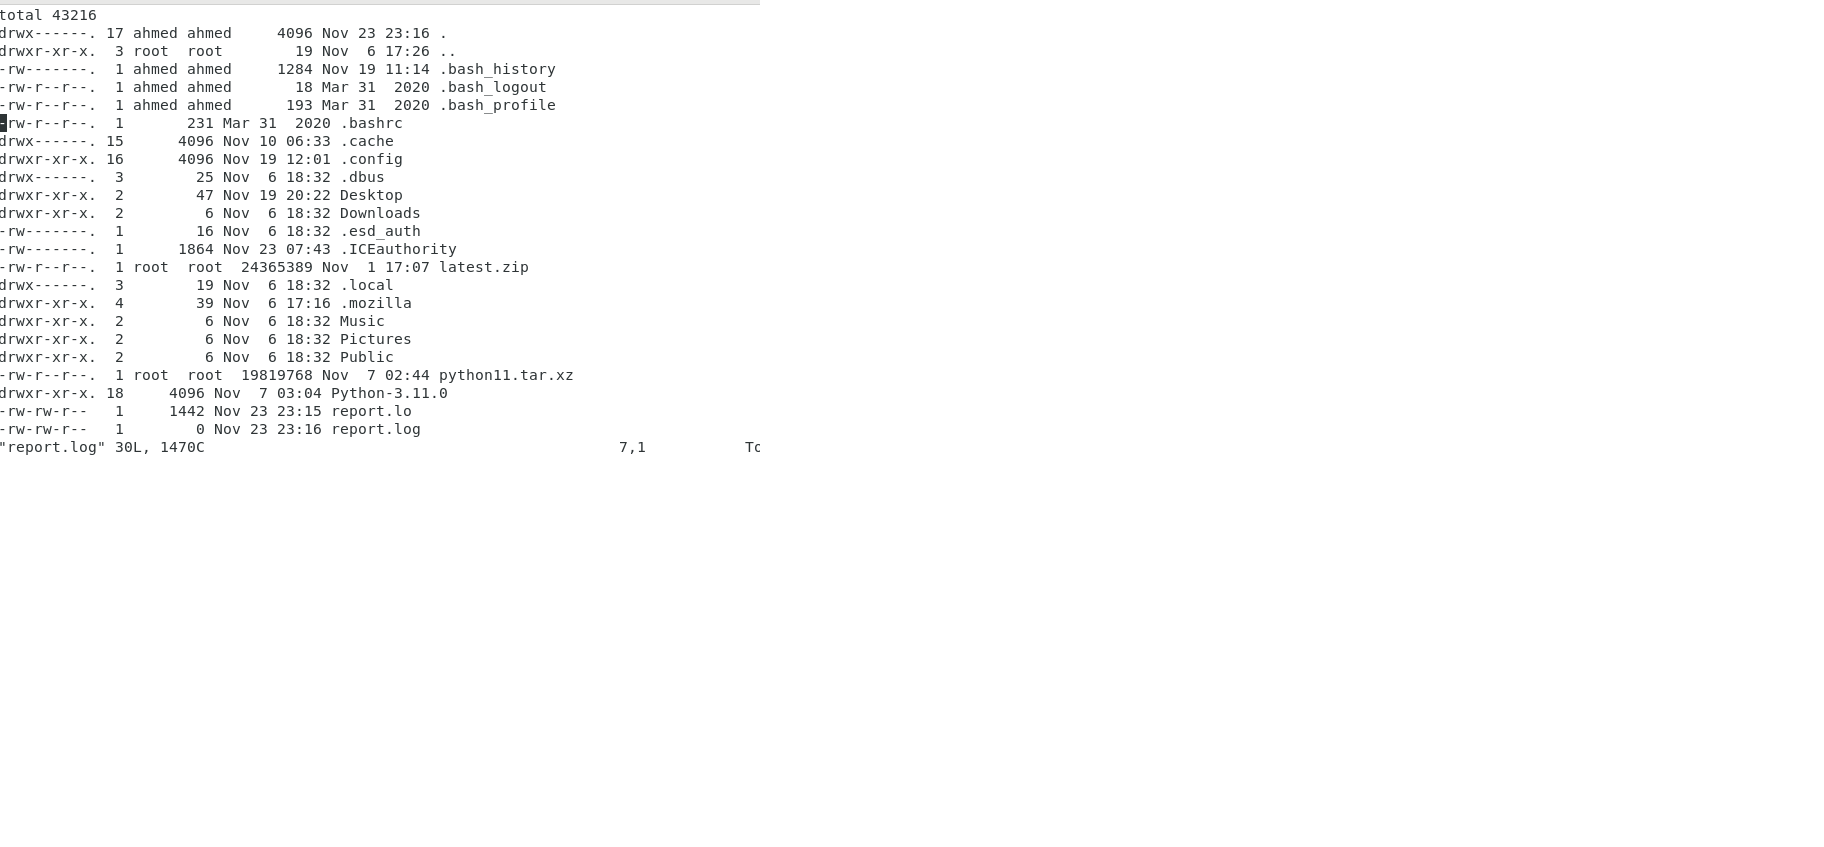 total 43216
drwx------. 17 ahmed ahmed     4096 Nov 23 23:16 .
drwxr-xr-x.  3 root  root        19 Nov  6 17:26 ..
-rw-------.  1 ahmed ahmed     1284 Nov 19 11:14 .bash_history
-rw-r--r--.  1 ahmed ahmed       18 Mar 31  2020 .bash_logout
-rw-r--r--.  1 ahmed ahmed      193 Mar 31  2020 .bash_profile
-rw-r--r--.  1       231 Mar 31  2020 .bashrc
drwx------. 15      4096 Nov 10 06:33 .cache
drwxr-xr-x. 16      4096 Nov 19 12:01 .config
drwx------.  3        25 Nov  6 18:32 .dbus
drwxr-xr-x.  2        47 Nov 19 20:22 Desktop
drwxr-xr-x.  2         6 Nov  6 18:32 Downloads
-rw-------.  1        16 Nov  6 18:32 .esd_auth
-rw-------.  1      1864 Nov 23 07:43 .ICEauthority
-rw-r--r--.  1 root  root  24365389 Nov  1 17:07 latest.zip
drwx------.  3        19 Nov  6 18:32 .local
drwxr-xr-x.  4        39 Nov  6 17:16 .mozilla
drwxr-xr-x.  2         6 Nov  6 18:32 Music
drwxr-xr-x.  2         6 Nov  6 18:32 Pictures
drwxr-xr-x.  2         6 Nov  6 18:32 Public
-rw-r--r--.  1 root  root  19819768 Nov  7 02:44 python11.tar.xz
drwxr-xr-x. 18     4096 Nov  7 03:04 Python-3.11.0
-rw-rw-r--   1     1442 Nov 23 23:15 report.lo
-rw-rw-r--   1        0 Nov 23 23:16 report.log
"report.log" 30L, 1470C                                              7,1           To